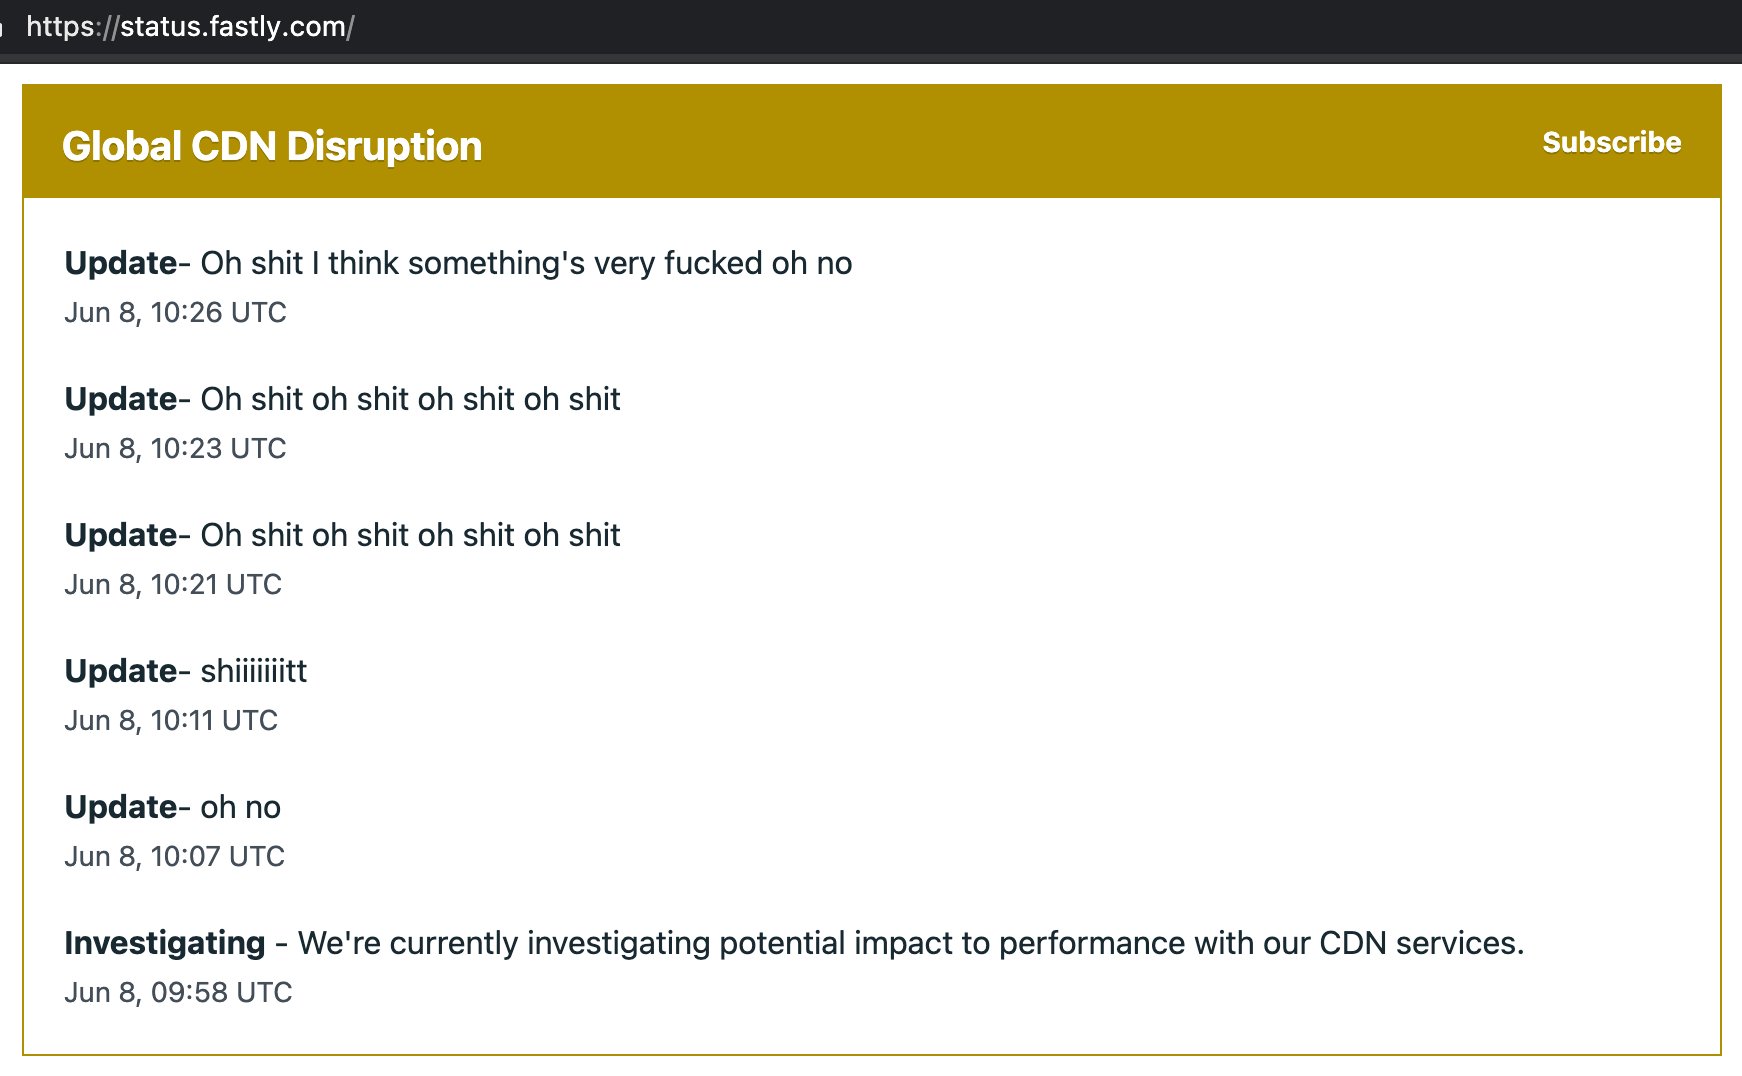 https://status.fastly.com/
Global CDN Disruption
Subscribe
Update- Oh shit I think something's very fucked oh no
Jun 8, 10:26 UTC
Update- Oh shit oh shit oh shit oh shit
Jun 8, 10:23 UTC
Update- Oh shit oh shit oh shit oh shit
Jun 8, 10:21 UTC
Update- shiiiiiiitt
Jun 8, 10:11 UTC
Update- oh no
Jun 8, 10:07 UTC
Investigating - We're currently investigating potential impact to performance with our CDN services.
Jun 8, 09:58 UTC